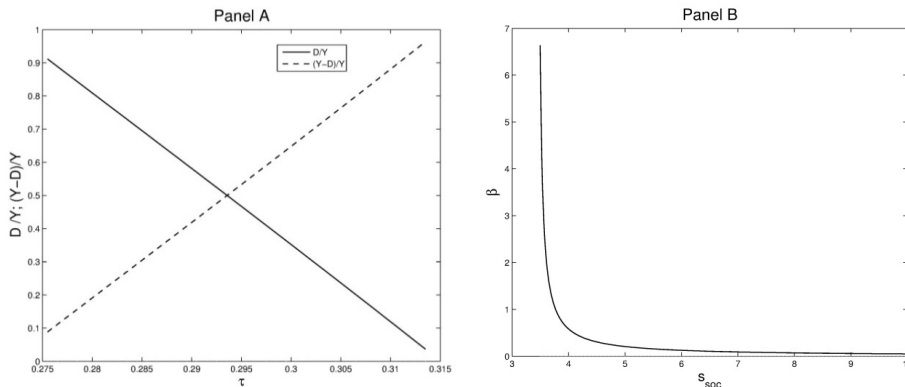 Panel A
1
0.9
0.8
0.7
0.6
0.5
0.4
0.3
0.2
0.1
0
D /Y; (Y−D)/Y
D/Y
(Y−D)/Y
0.275 0.28 0.285 0.29 0.295 0.3 0.305 0.31 0.315
τ
Panel B
7
6
5
4
3
2
1
0
β
3 4 5 6 7 8 9 10
s_soc